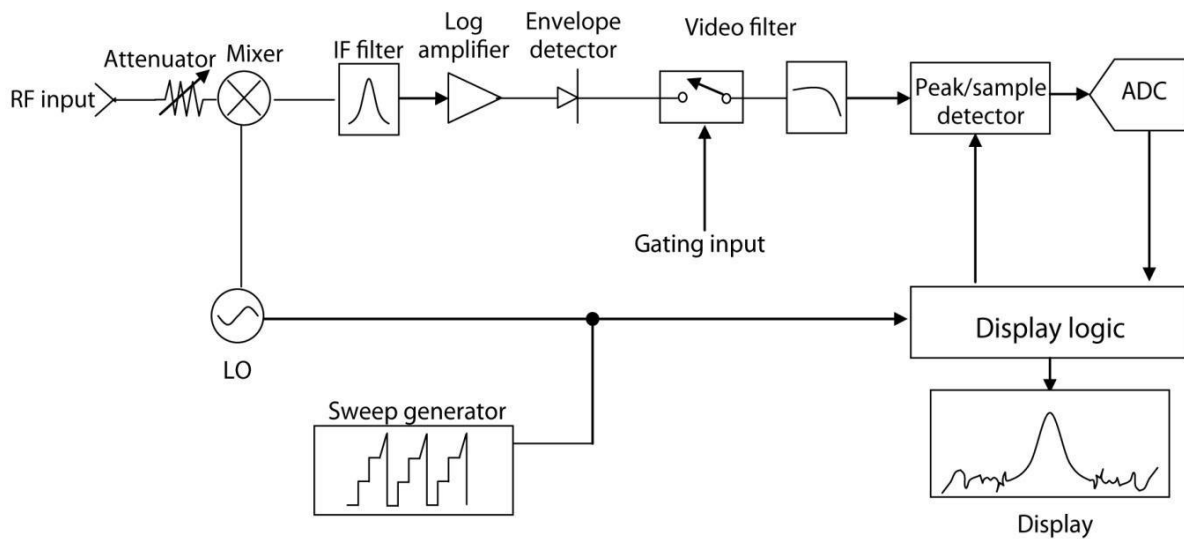 Log
amplifier
Envelope
detector
Video filter
Attenuator
Mixer
IF filter
RF input
Peak/sample
detector
ADC
Gating input
LO
Display logic
Sweep generator
Display